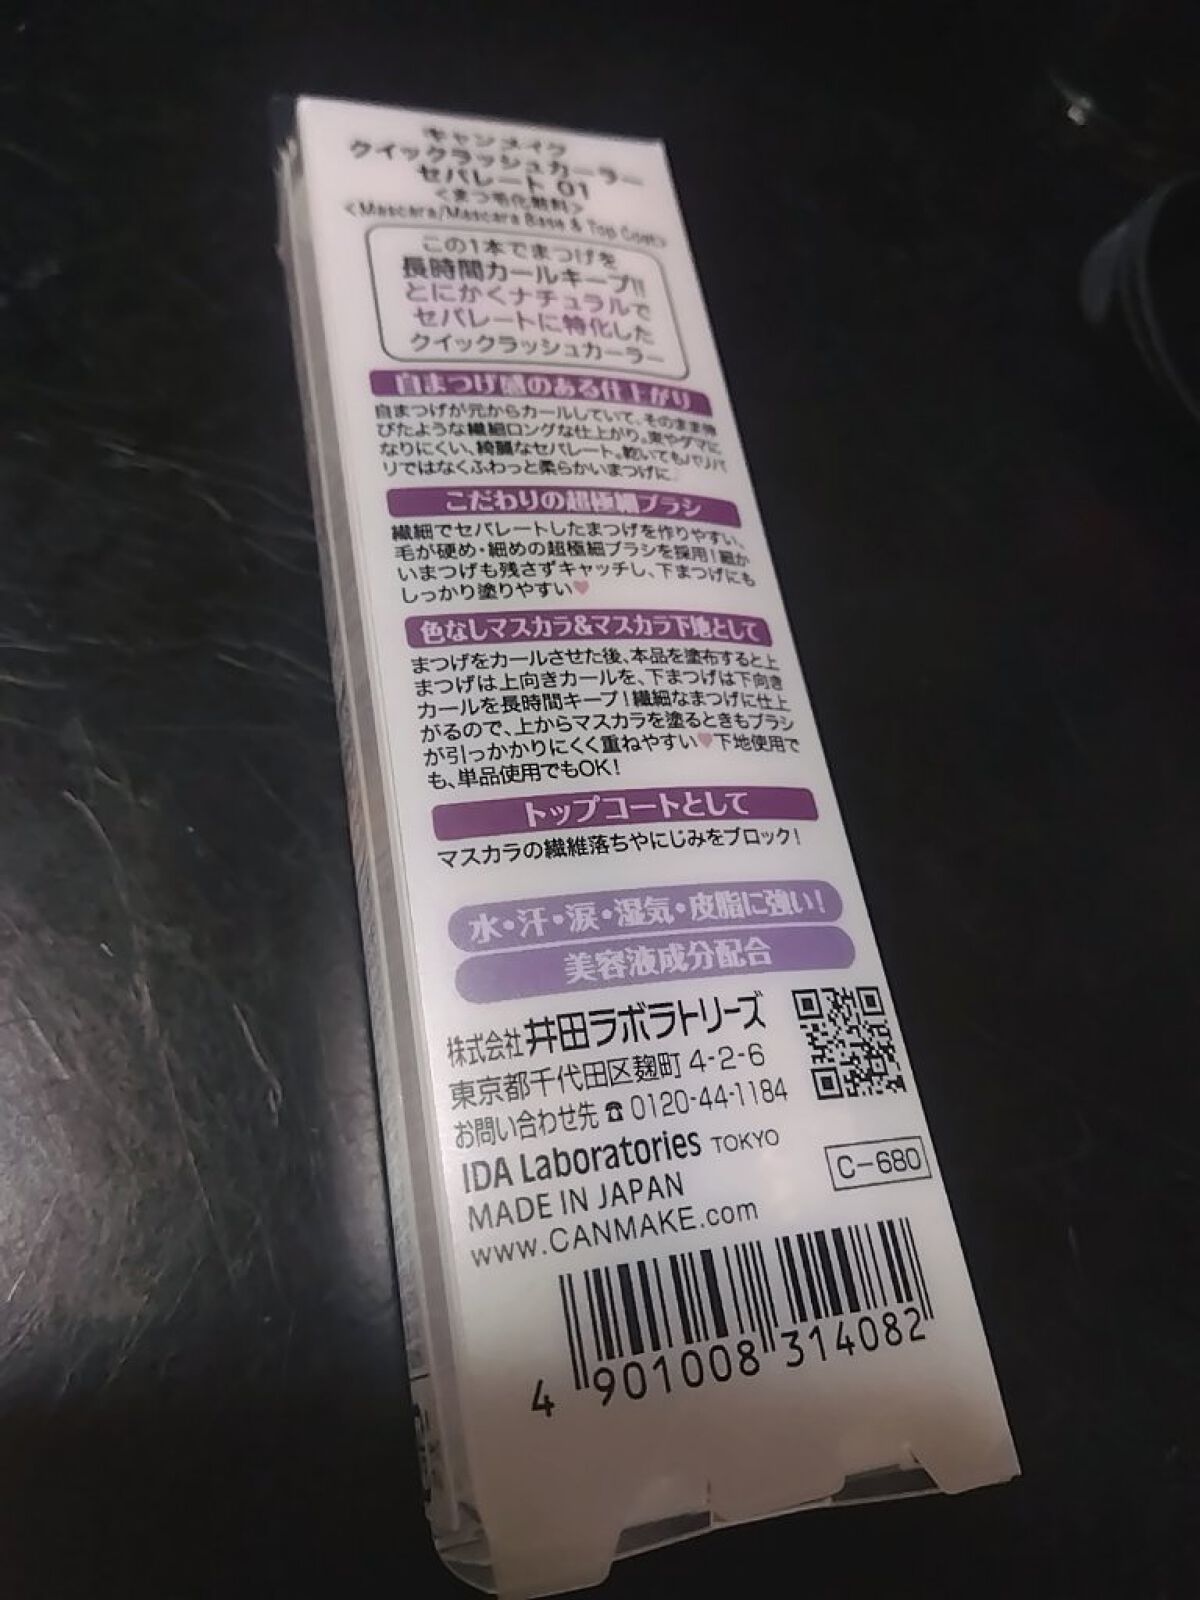 キャンメイク
クイックラッシュカーラー
セパレート 01
<まつ毛化粧料>
<Mascara/Mascara Base & Top Coat>
この1本でまつげを
長時間カールキープ!!
とにかくナチュラルで
セパレートに特化した
クイックラッシュカーラー
自まつげ感のある仕上がり
自まつげが元からカールしていて、そのまま伸
びたような繊細ロングな仕上がり。束やダマに
なりにくい、綺麗なセパレート。乾いてもパリパ
リではなくふわっと柔らかいまつげに。
こだわりの超極細ブラシ
繊細でセパレートしたまつげを作りやすい、
毛が硬め・細めの超極細ブラシを採用!細か
いまつげも残さずキャッチし、下まつげにも
しっかり塗りやすい♥
色なしマスカラ&マスカラ下地として
まつげをカールさせた後、本品を塗布すると上
まつげは上向きカールを、下まつげは下向き
カールを長時間キープ!繊細なまつげに仕上
がるので、上からマスカラを塗るときもブラシ
が引っかかりにくく重ねやすい♥下地使用で
も、単品使用でもOK!
トップコートとして
マスカラの繊維落ちやにじみをブロック!
水・汗・涙・湿気・皮脂に強い!
美容液成分配合
株式会社 井田ラボラトリーズ
東京都千代田区麹町 4-2-6
お問い合わせ先 ☎ 0120-44-1184
IDA Laboratories TOKYO
MADE IN JAPAN
C-680
www.CANMAKE.com
4 901008 314082